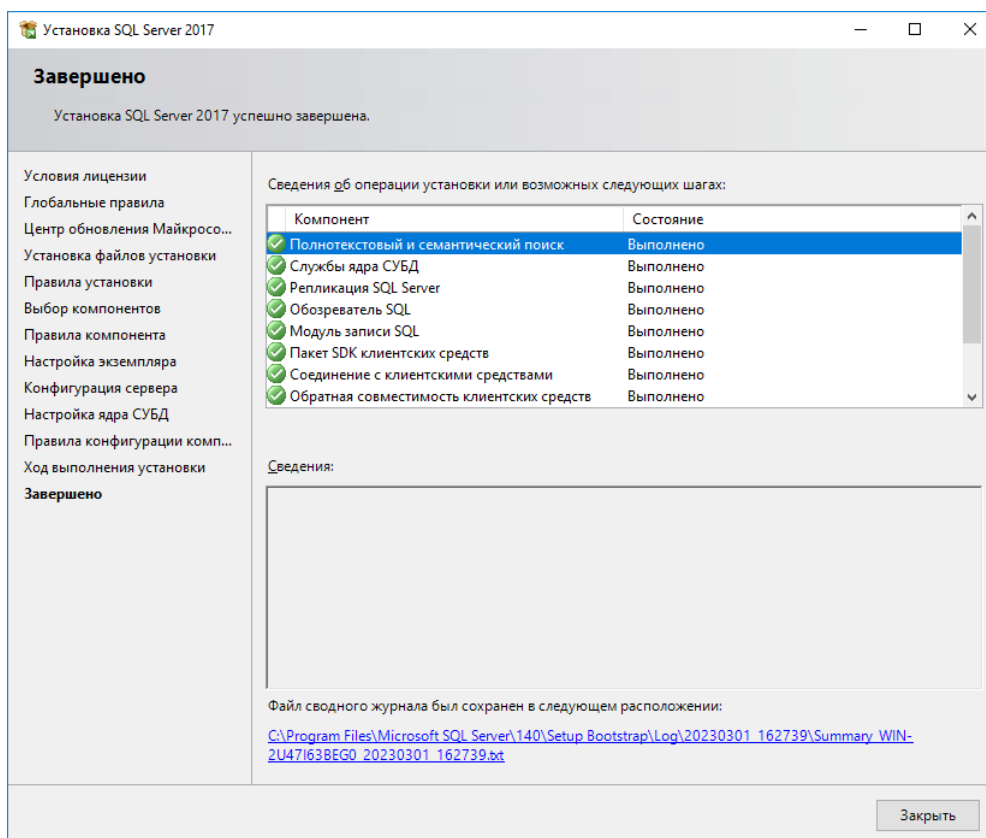 Установка SQL Server 2017
Завершено
Установка SQL Server 2017 успешно завершена.
Условия лицензии
Глобальные правила
Центр обновления Майкросо...
Установка файлов установки
Правила установки
Выбор компонентов
Правила компонента
Настройка экземпляра
Конфигурация сервера
Настройка ядра СУБД
Правила конфигурации комп...
Ход выполнения установки
Завершено
Сведения об операции установки или возможных следующих шагах:
Компонент Состояние
Полнотекстовый и семантический поиск Выполнено
Службы ядра СУБД Выполнено
Репликация SQL Server Выполнено
Обозреватель SQL Выполнено
Модуль записи SQL Выполнено
Пакет SDK клиентских средств Выполнено
Соединение с клиентскими средствами Выполнено
Обратная совместимость клиентских средств Выполнено
Сведения:
Файл сводного журнала был сохранен в следующем расположении:
C:\Program Files\Microsoft SQL Server\140\Setup Bootstrap\Log\20230301_162739\Summary_WIN-
2U47I63BEG0_20230301_162739.txt
Закрыть